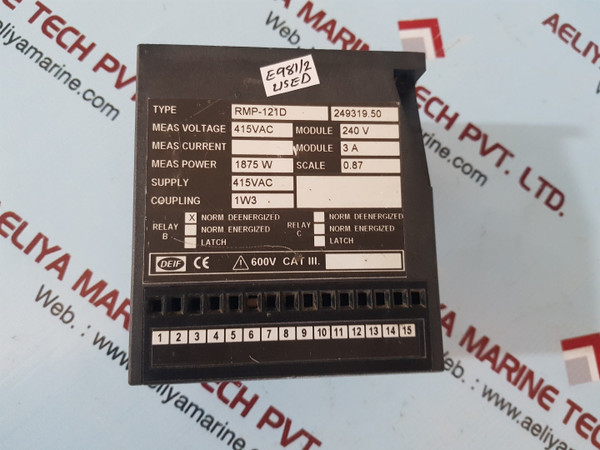 E981/2
USED
TYPE RMP-121D 249319.50
MEAS VOLTAGE 415VAC MODULE 240 V
MEAS CURRENT MODULE 3 A
MEAS POWER 1875 W SCALE 0.87
SUPPLY 415VAC
COUPLING 1W3
RELAY B X NORM. DEENERGIZED RELAY C NORM. DEENERGIZED
NORM. ENERGIZED NORM. ENERGIZED
LATCH LATCH
DEIF CE 600V CAT III.
1 2 3 4 5 6 7 8 9 10 11 12 13 14 15
AELIYA MARINE TECH PVT. LTD.
Web. : www.aeliyamarine.com